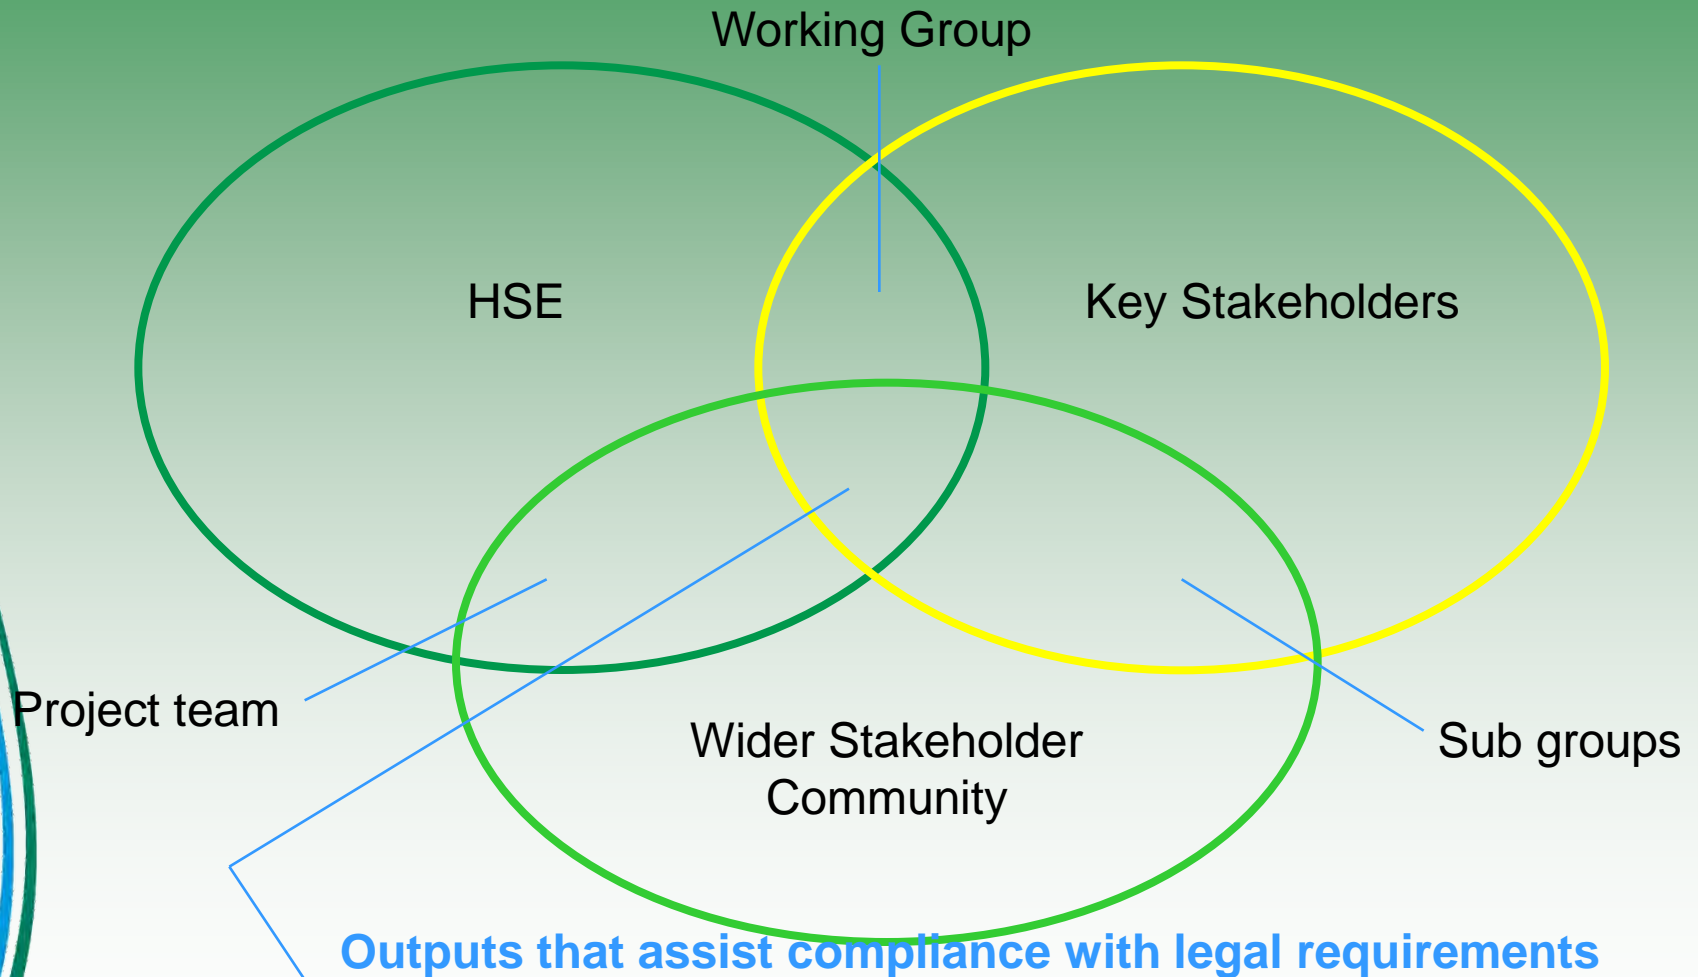 Working Group
HSE
Key Stakeholders
Project team
Wider Stakeholder
Community
Sub groups
Outputs that assist compliance with legal requirements